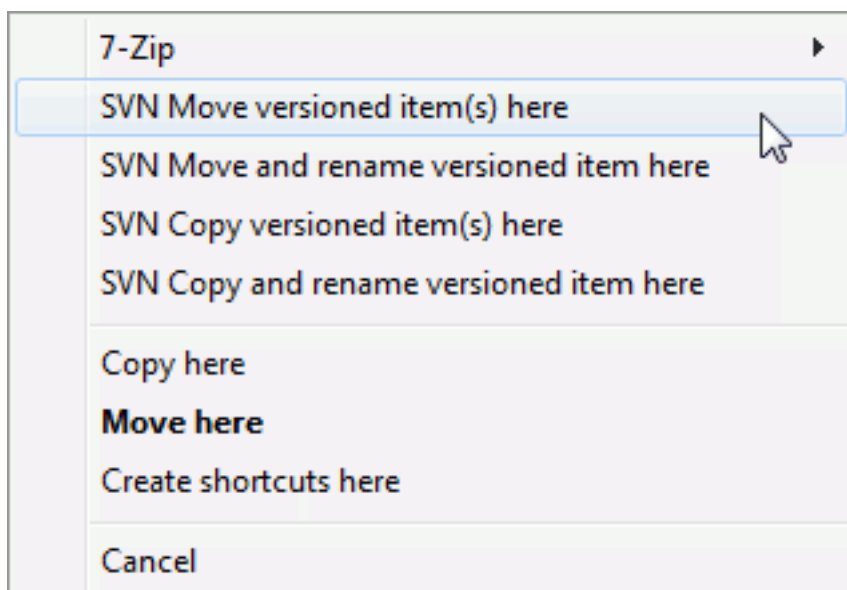 7-Zip
SVN Move versioned item(s) here
SVN Move and rename versioned item here
SVN Copy versioned item(s) here
SVN Copy and rename versioned item here
Copy here
Move here
Create shortcuts here
Cancel